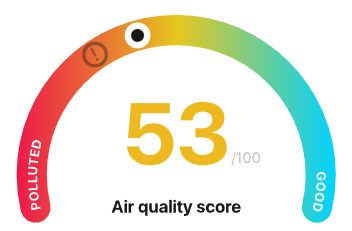 POLLUTED
!
53 /100
GOOD
Air quality score